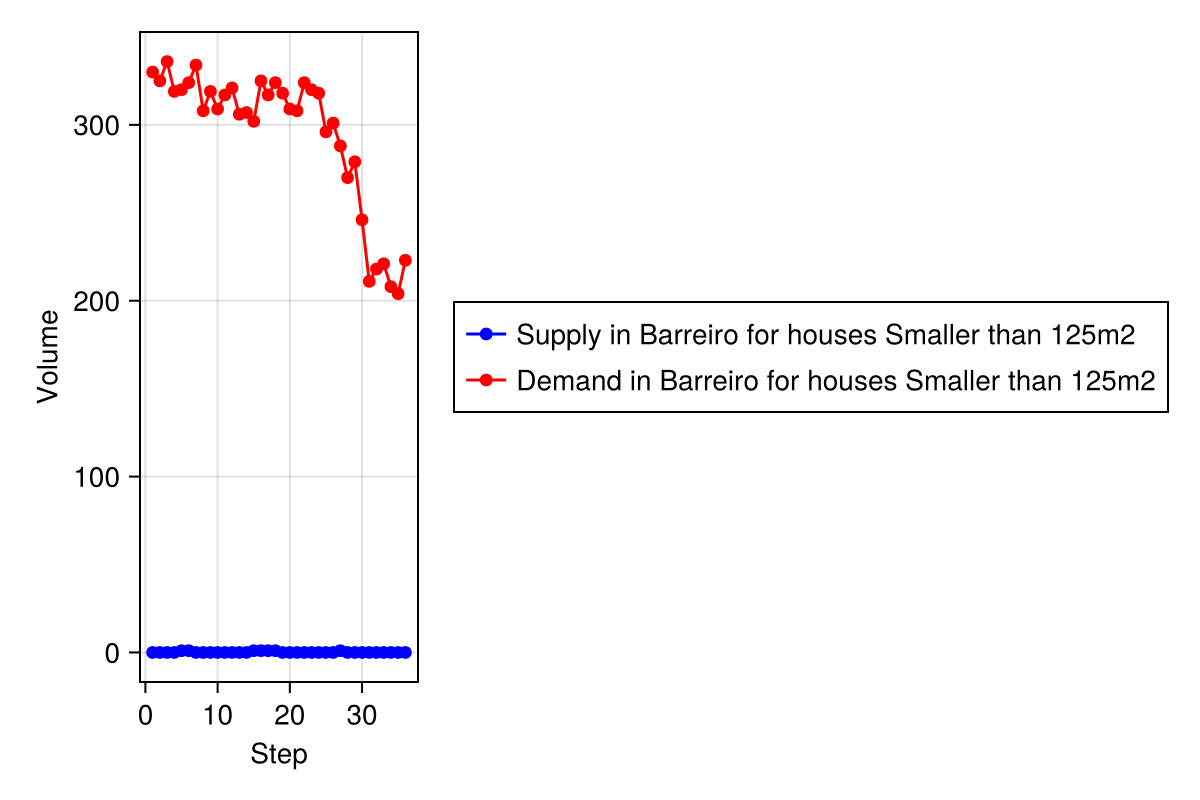 300
200
100
0
Volume
0 10 20 30
Step
Supply in Barreiro for houses Smaller than 125m2
Demand in Barreiro for houses Smaller than 125m2